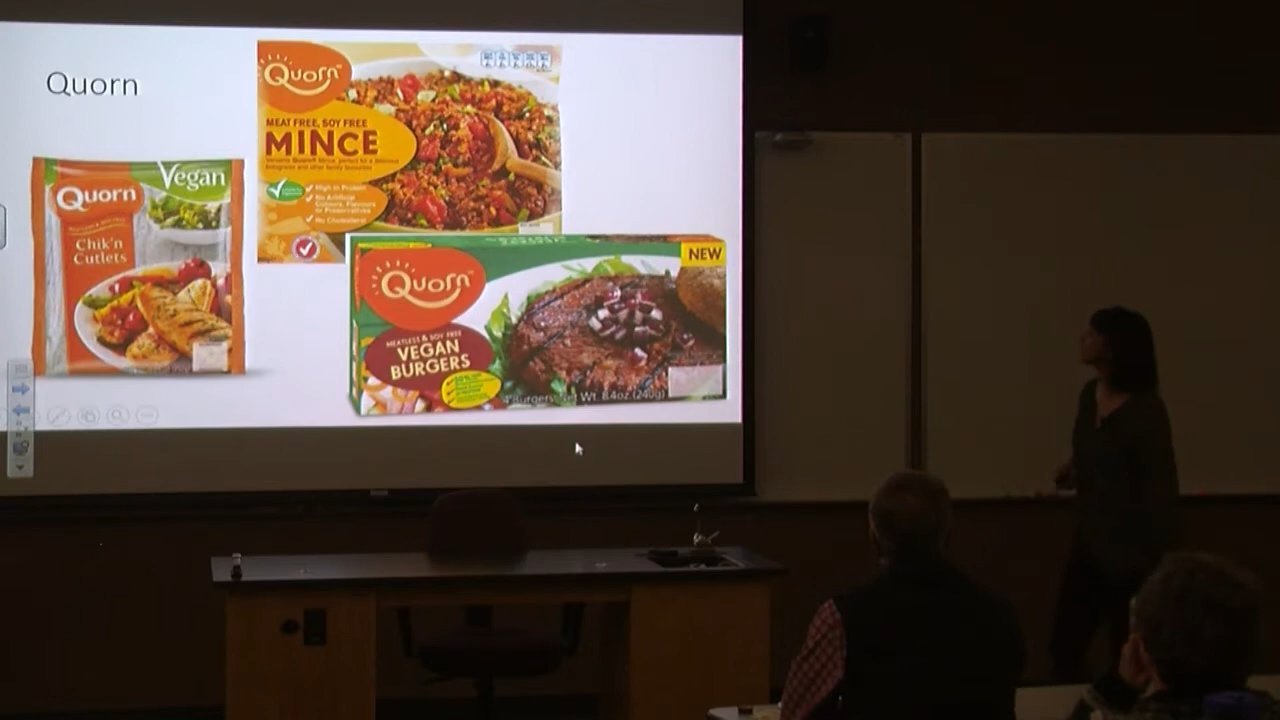 Quorn
Quorn
MEAT FREE, SOY FREE
MINCE
High in Protein
No Artificial
Colours, Flavours
or Preservatives
No Cholesterol
Vegan
Quorn
Chik'n
Cutlets
NEW
Quorn
MEATLESS & SOY FREE
VEGAN
BURGERS
4 Burgers Net Wt. 8.4oz (240g)